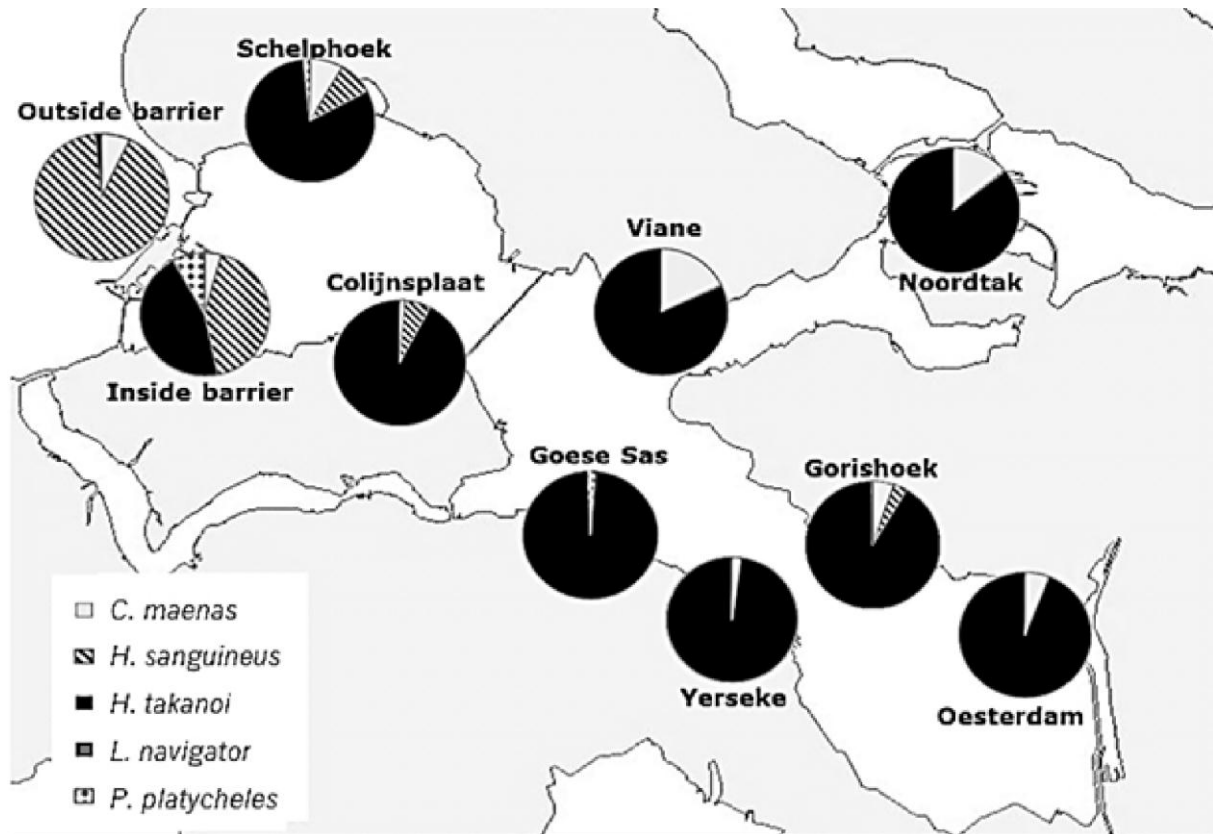 Schelphoek
Outside barrier
Viane
Noordtak
Colijnsplaat
Inside barrier
Goese Sas
Gorishoek
Yerseke
Oesterdam
C. maenas
H. sanguineus
H. takanoi
L. navigator
P. platycheles